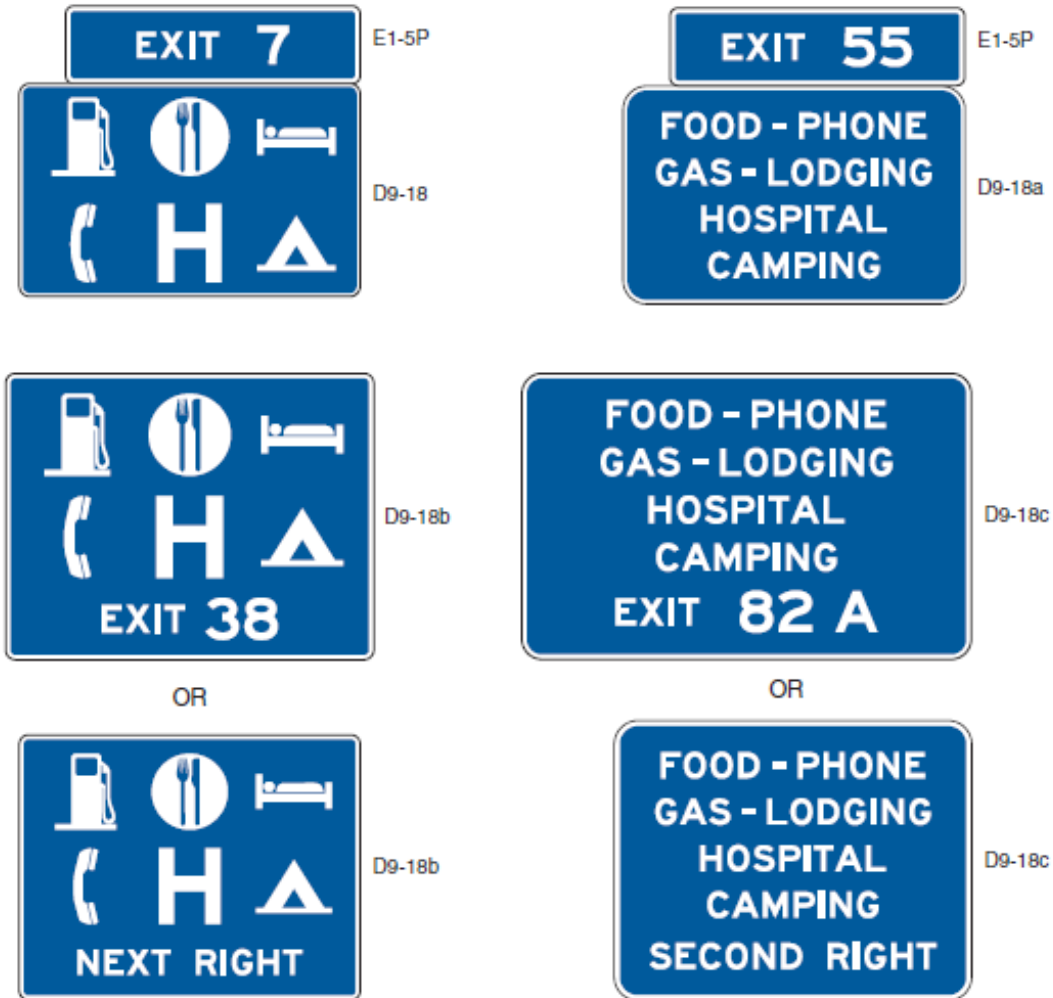 EXIT 7
E1-5P
D9-18
H
EXIT 55
E1-5P
FOOD - PHONE
GAS - LODGING
HOSPITAL
CAMPING
D9-18a
H
EXIT 38
D9-18b
FOOD - PHONE
GAS - LODGING
HOSPITAL
CAMPING
EXIT 82 A
D9-18c
OR
OR
H
NEXT RIGHT
D9-18b
FOOD - PHONE
GAS - LODGING
HOSPITAL
CAMPING
SECOND RIGHT
D9-18c